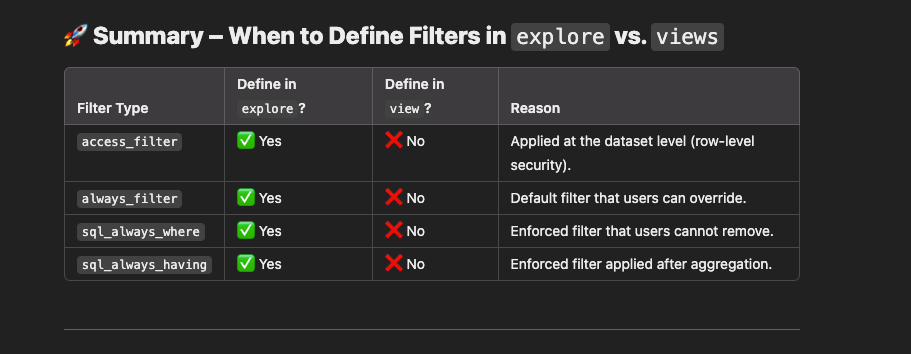 🚀 Summary – When to Define Filters in explore vs. views
Define in Define in
Filter Type explore ? view ? Reason
access_filter ✅ Yes ❌ No Applied at the dataset level (row-level
security).
always_filter ✅ Yes ❌ No Default filter that users can override.
sql_always_where ✅ Yes ❌ No Enforced filter that users cannot remove.
sql_always_having ✅ Yes ❌ No Enforced filter applied after aggregation.